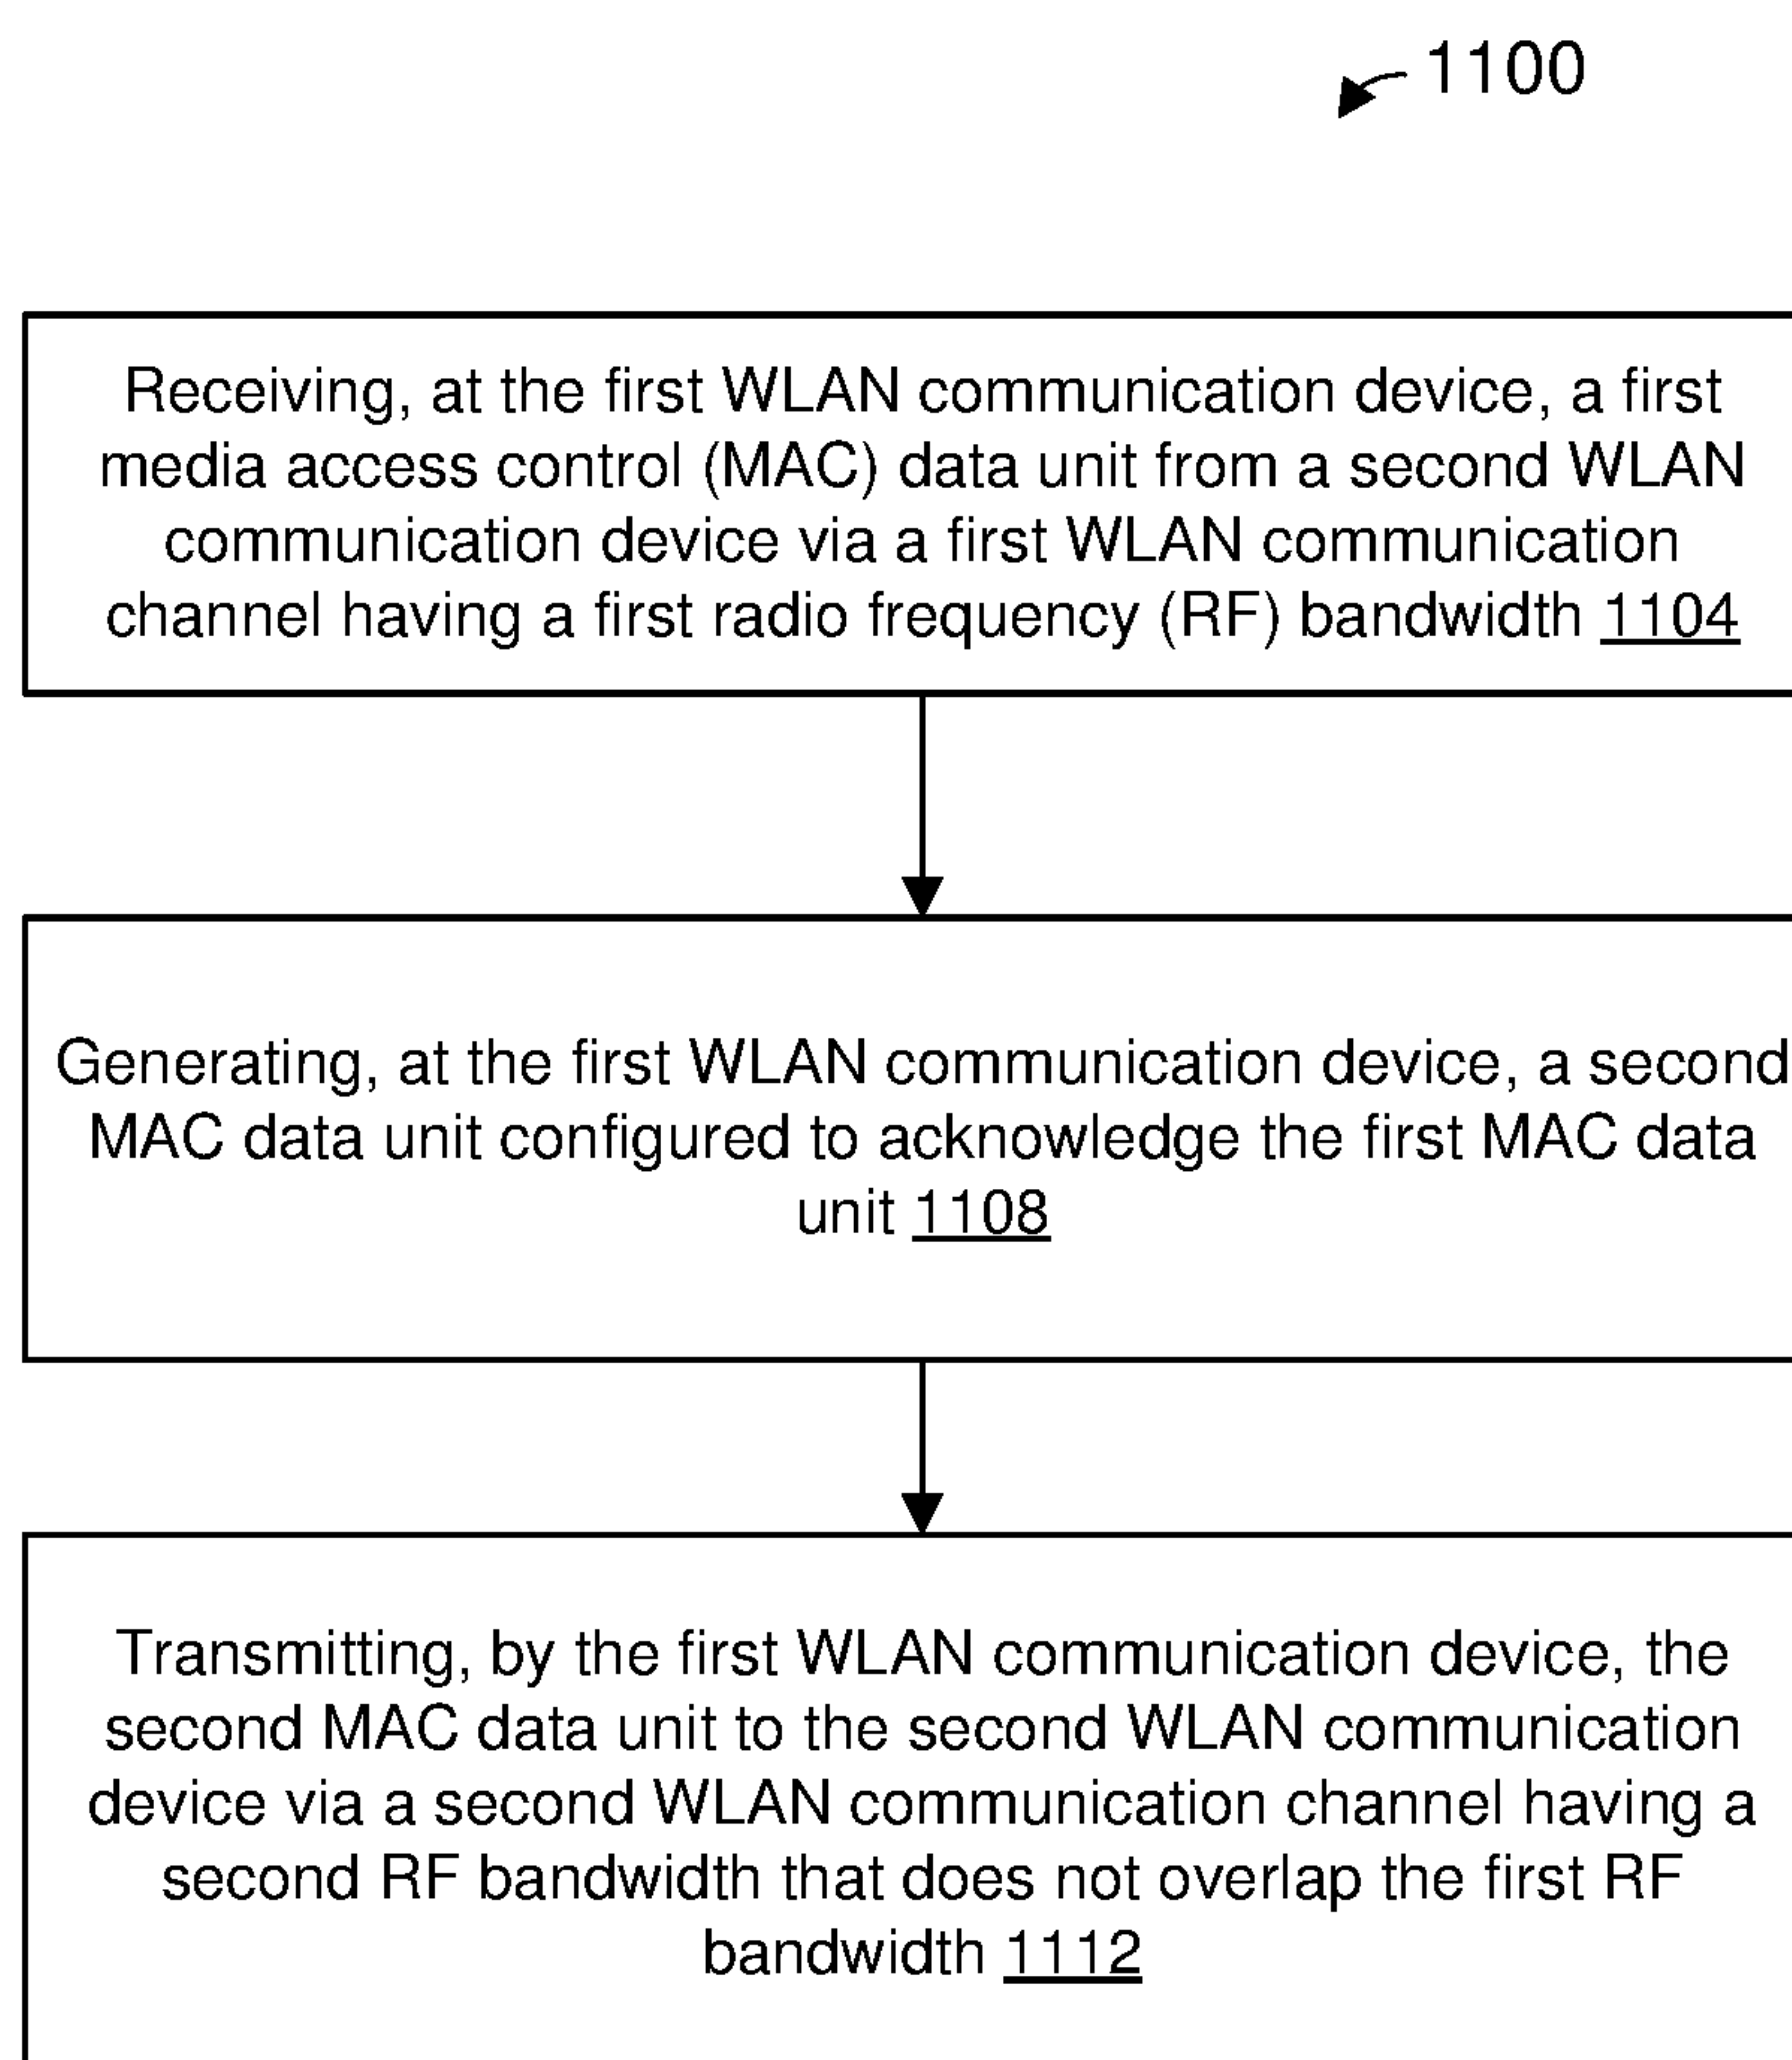 1100
Receiving, at the first WLAN communication device, a first
media access control (MAC) data unit from a second WLAN
communication device via a first WLAN communication
channel having a first radio frequency (RF) bandwidth 1104
Generating, at the first WLAN communication device, a second
MAC data unit configured to acknowledge the first MAC data
unit 1108
Transmitting, by the first WLAN communication device, the
second MAC data unit to the second WLAN communication
device via a second WLAN communication channel having a
second RF bandwidth that does not overlap the first RF
bandwidth 1112